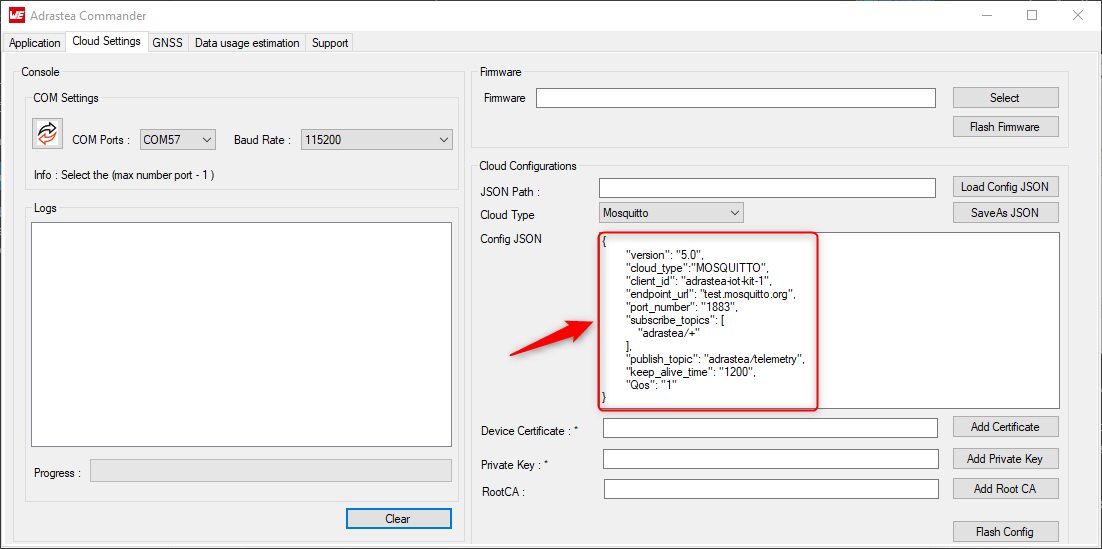 WE Adrastea Commander
Application Cloud Settings GNSS Data usage estimation Support
Console
COM Settings
COM Ports : COM57 Baud Rate : 115200
Info : Select the (max number port - 1 )
Logs
Progress :
Clear
Firmware
Firmware Select
Flash Firmware
Cloud Configurations
JSON Path : Load Config JSON
Cloud Type Mosquitto SaveAs JSON
Config JSON
{
"version": "5.0",
"cloud_type":"MOSQUITTO",
"client_id": "adrastea-iot-kit-1",
"endpoint_url": "test.mosquitto.org",
"port_number": "1883",
"subscribe_topics": [
"adrastea/+"
],
"publish_topic": "adrastea/telemetry",
"keep_alive_time": "1200",
"Qos": "1"
}
Device Certificate : * Add Certificate
Private Key : * Add Private Key
RootCA : Add Root CA
Flash Config